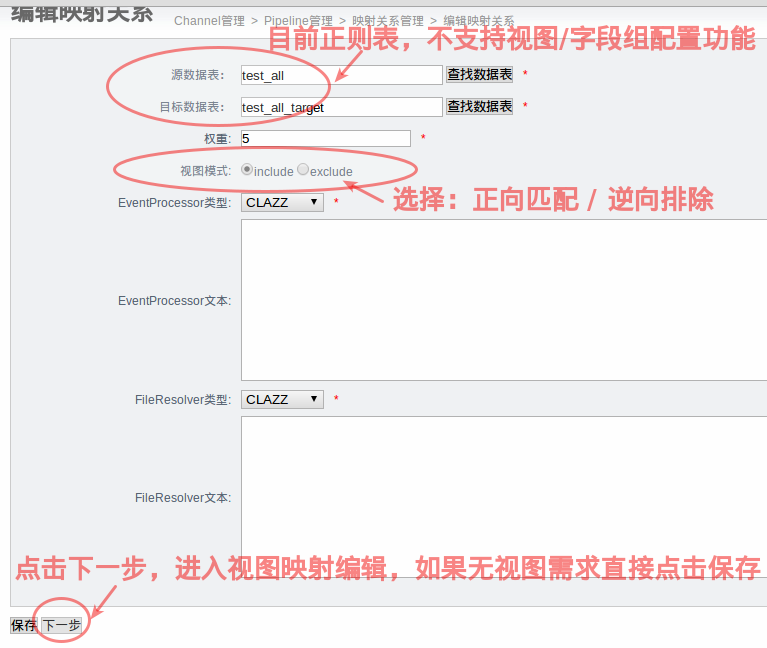 编辑映射关系 Channel管理 > Pipeline管理 > 映射关系管理 > 编辑映射关系
目前正则表，不支持视图/字段组配置功能
源数据表: test_all 查找数据表 *
目标数据表: test_all_target 查找数据表 *
权重: 5 *
视图模式: include exclude
选择：正向匹配 / 逆向排除
EventProcessor类型: CLAZZ *
EventProcessor文本:
FileResolver类型: CLAZZ *
FileResolver文本:
点击下一步，进入视图映射编辑，如果无视图需求直接点击保存
保存 下一步